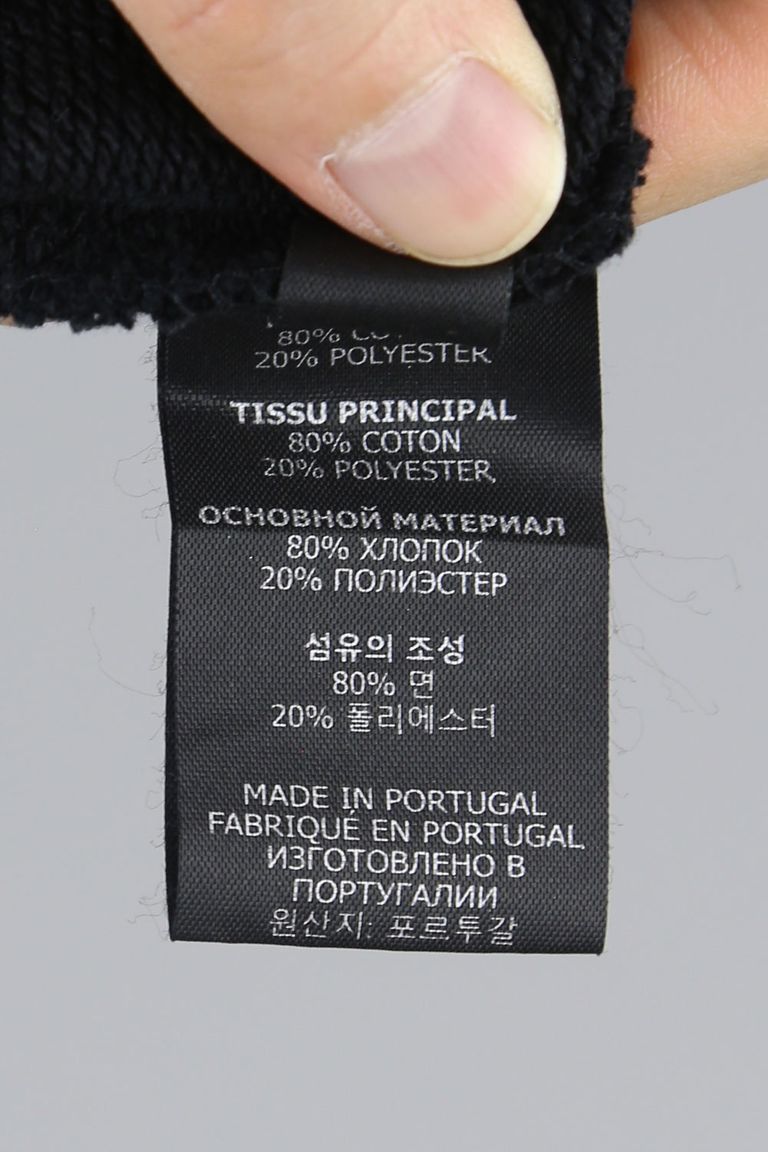 80%
20% POLYESTER
TISSU PRINCIPAL
80% COTON
20% POLYESTER
ОСНОВНОЙ МАТЕРИАЛ
80% ХЛОПОК
20% ПОЛИЭСТЕР
섬유의 조성
80% 면
20% 폴리에스터
MADE IN PORTUGAL
FABRIQUÉ EN PORTUGAL
ИЗГОТОВЛЕНО В
ПОРТУГАЛИИ
원산지: 포르투갈